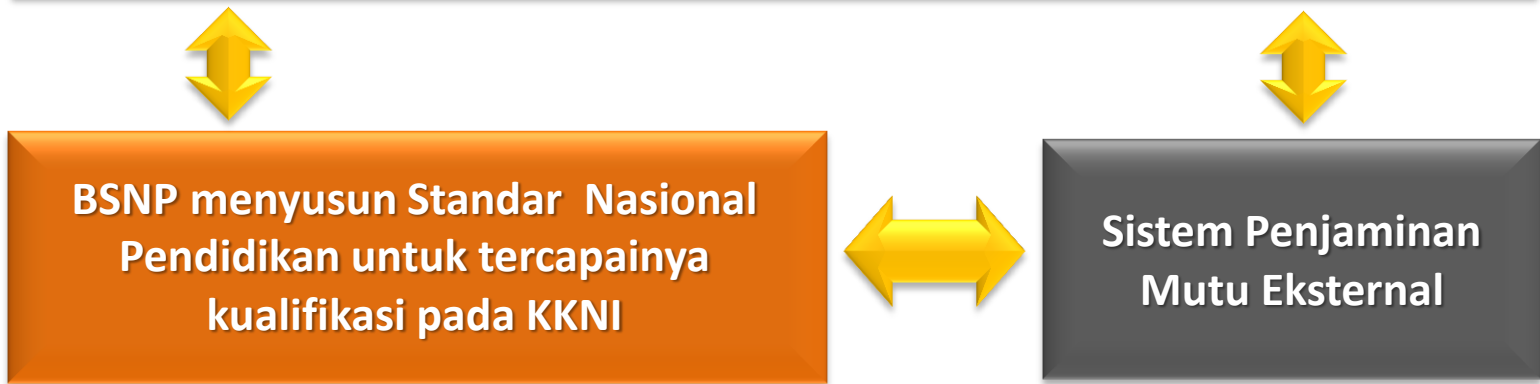 BSNP menyusun Standar Nasional
Pendidikan untuk tercapainya
kualifikasi pada KKNI
Sistem Penjaminan
Mutu Eksternal